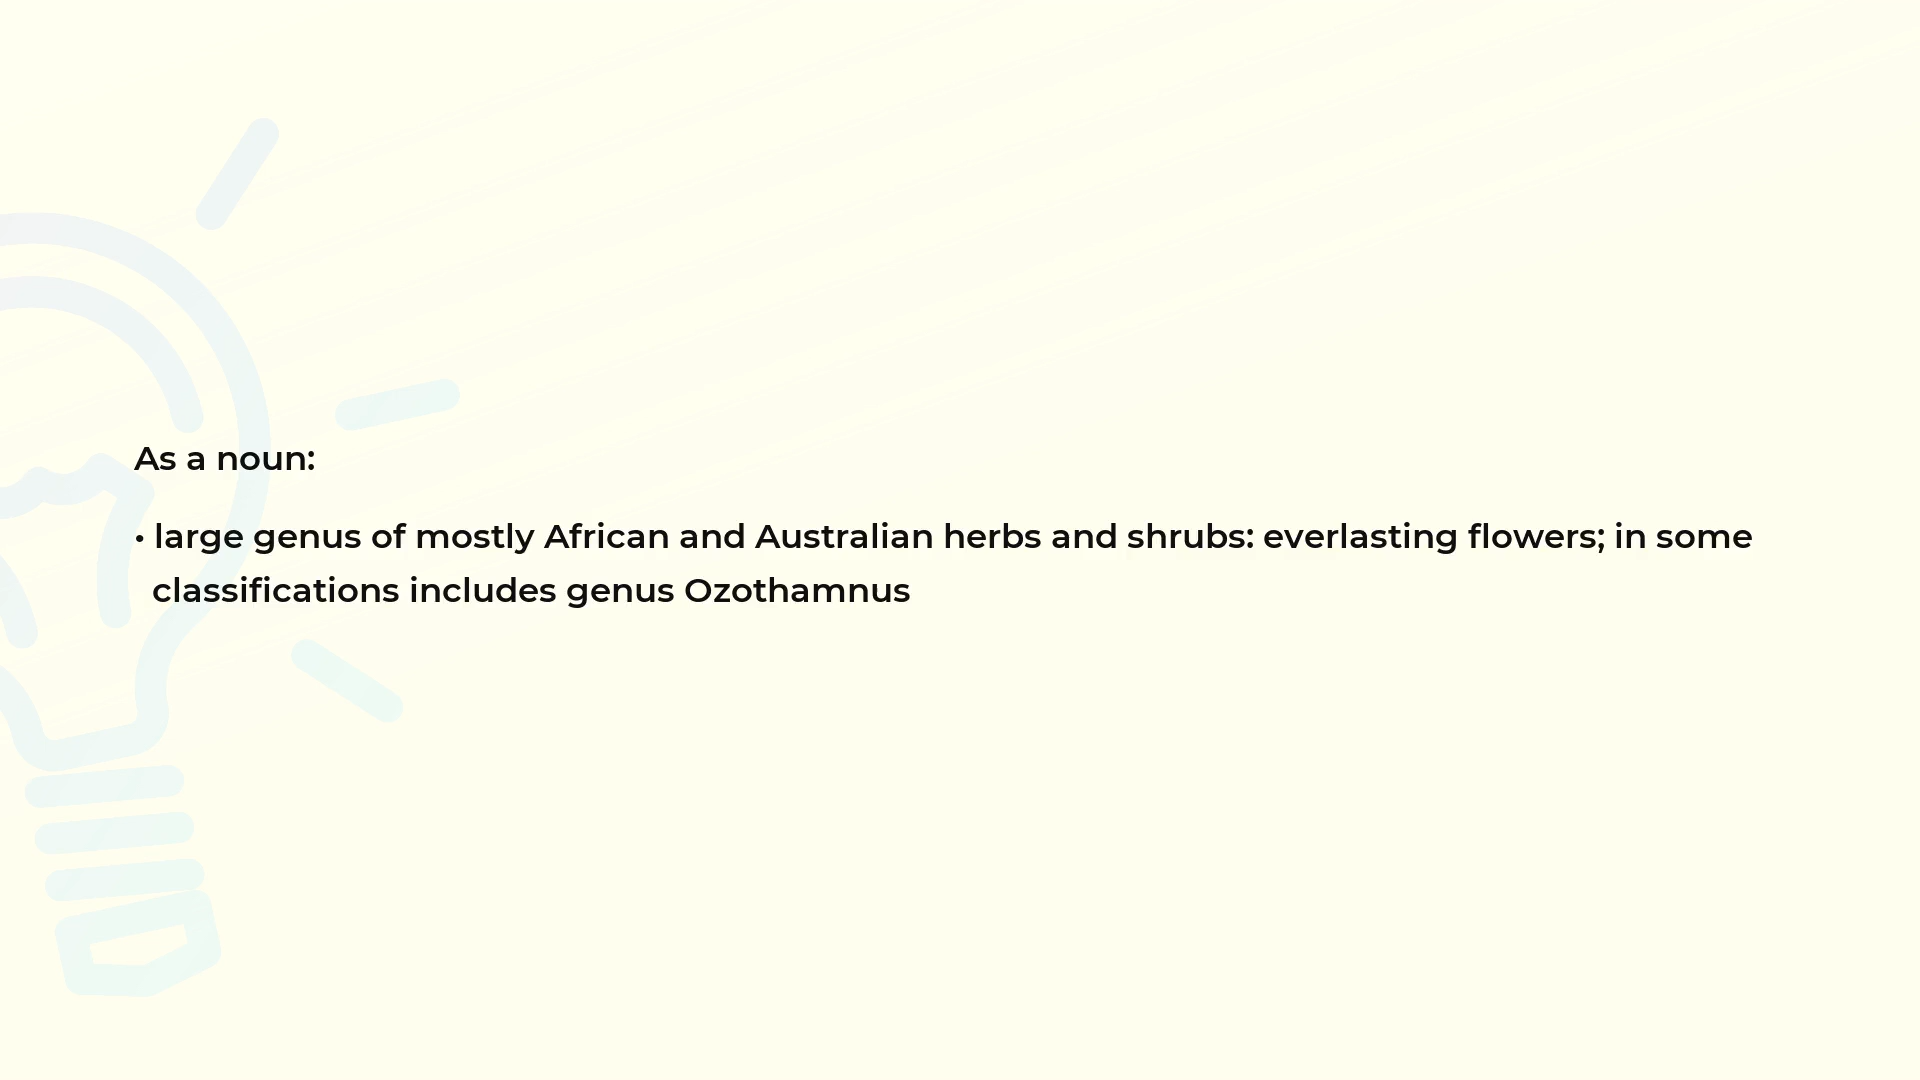 As a noun:
• large genus of mostly African and Australian herbs and shrubs: everlasting flowers; in some
classifications includes genus Ozothamnus